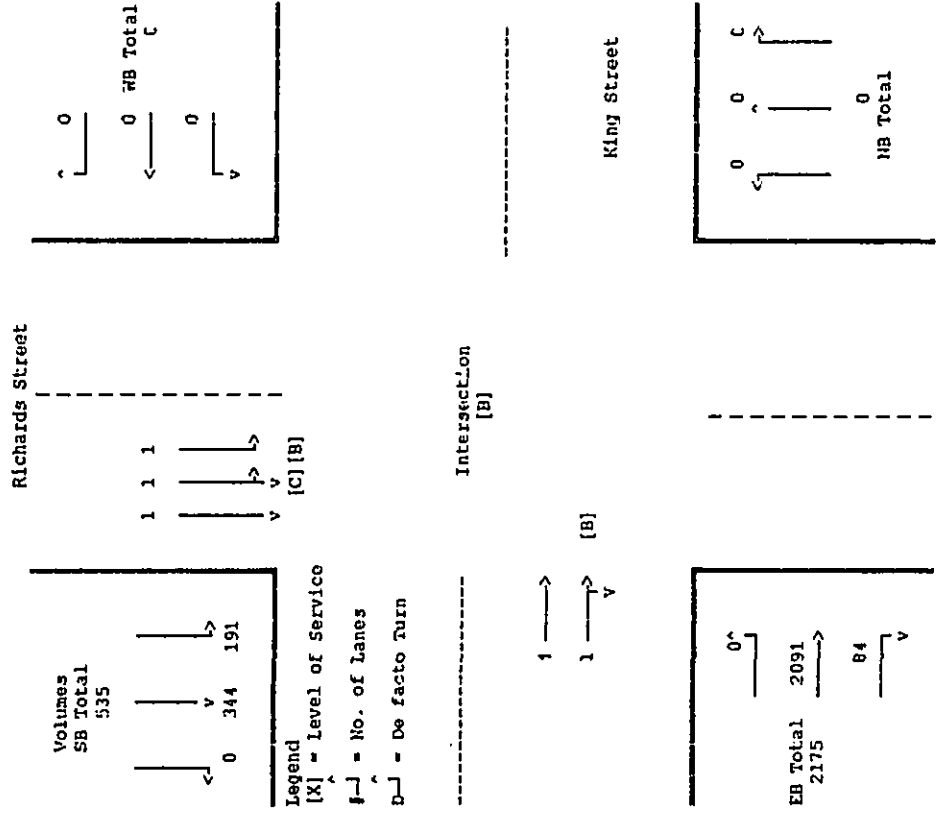 Richards Street
Volumes
SB Total
535
0 344 191
1 1 1
[C][B]
0
0 WB Total
C
0
Legend
[X] = Level of Service
#  = No. of Lanes
D  = De facto Turn
Intersection
[B]
King Street
1
1 [B]
0
EB Total 2091
2175
84
0 0 C
0
NB Total